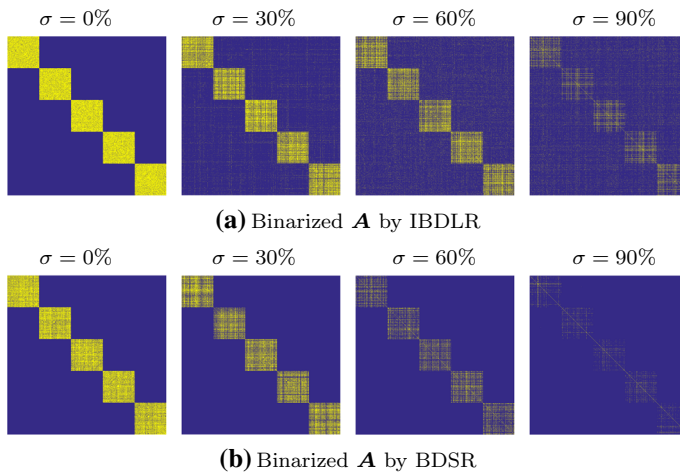 σ = 0% σ = 30% σ = 60% σ = 90%
(a) Binarized A by IBDLR
σ = 0% σ = 30% σ = 60% σ = 90%
(b) Binarized A by BDSR